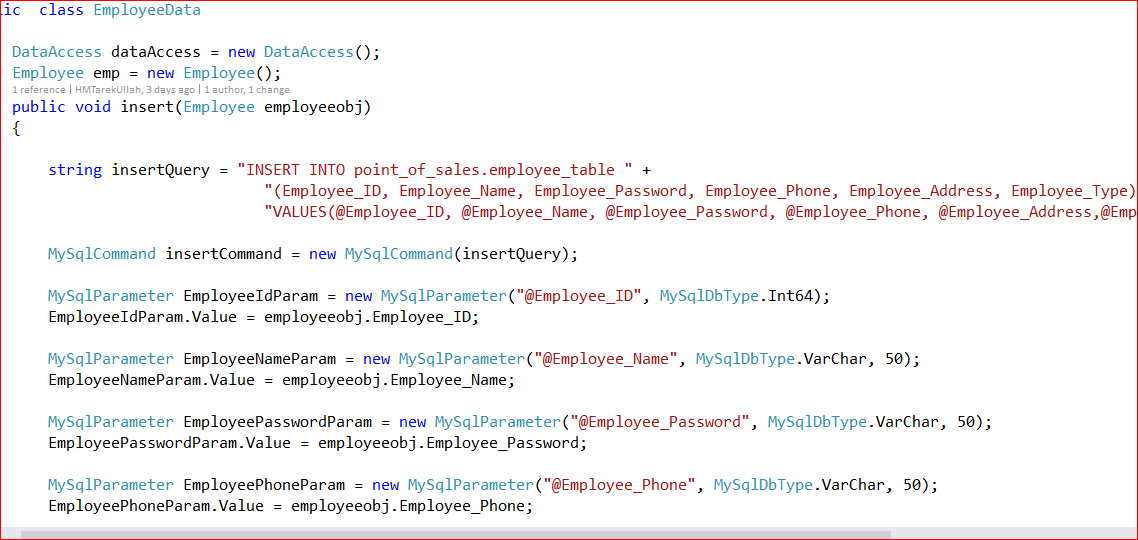 lic class EmployeeData
DataAccess dataAccess = new DataAccess();
Employee emp = new Employee();
1 reference | HMTarekUllah, 3 days ago | 1 author, 1 change
public void insert(Employee employeeobj)
{
string insertQuery = "INSERT INTO point_of_sales.employee_table " +
"(Employee_ID, Employee_Name, Employee_Password, Employee_Phone, Employee_Address, Employee_Type)
"VALUES(@Employee_ID, @Employee_Name, @Employee_Password, @Employee_Phone, @Employee_Address,@Emp
MySqlCommand insertCommand = new MySqlCommand(insertQuery);
MySqlParameter EmployeeIdParam = new MySqlParameter("@Employee_ID", MySqlDbType.Int64);
EmployeeIdParam.Value = employeeobj.Employee_ID;
MySqlParameter EmployeeNameParam = new MySqlParameter("@Employee_Name", MySqlDbType.VarChar, 50);
EmployeeNameParam.Value = employeeobj.Employee_Name;
MySqlParameter EmployeePasswordParam = new MySqlParameter("@Employee_Password", MySqlDbType.VarChar, 50);
EmployeePasswordParam.Value = employeeobj.Employee_Password;
MySqlParameter EmployeePhoneParam = new MySqlParameter("@Employee_Phone", MySqlDbType.VarChar, 50);
EmployeePhoneParam.Value = employeeobj.Employee_Phone;